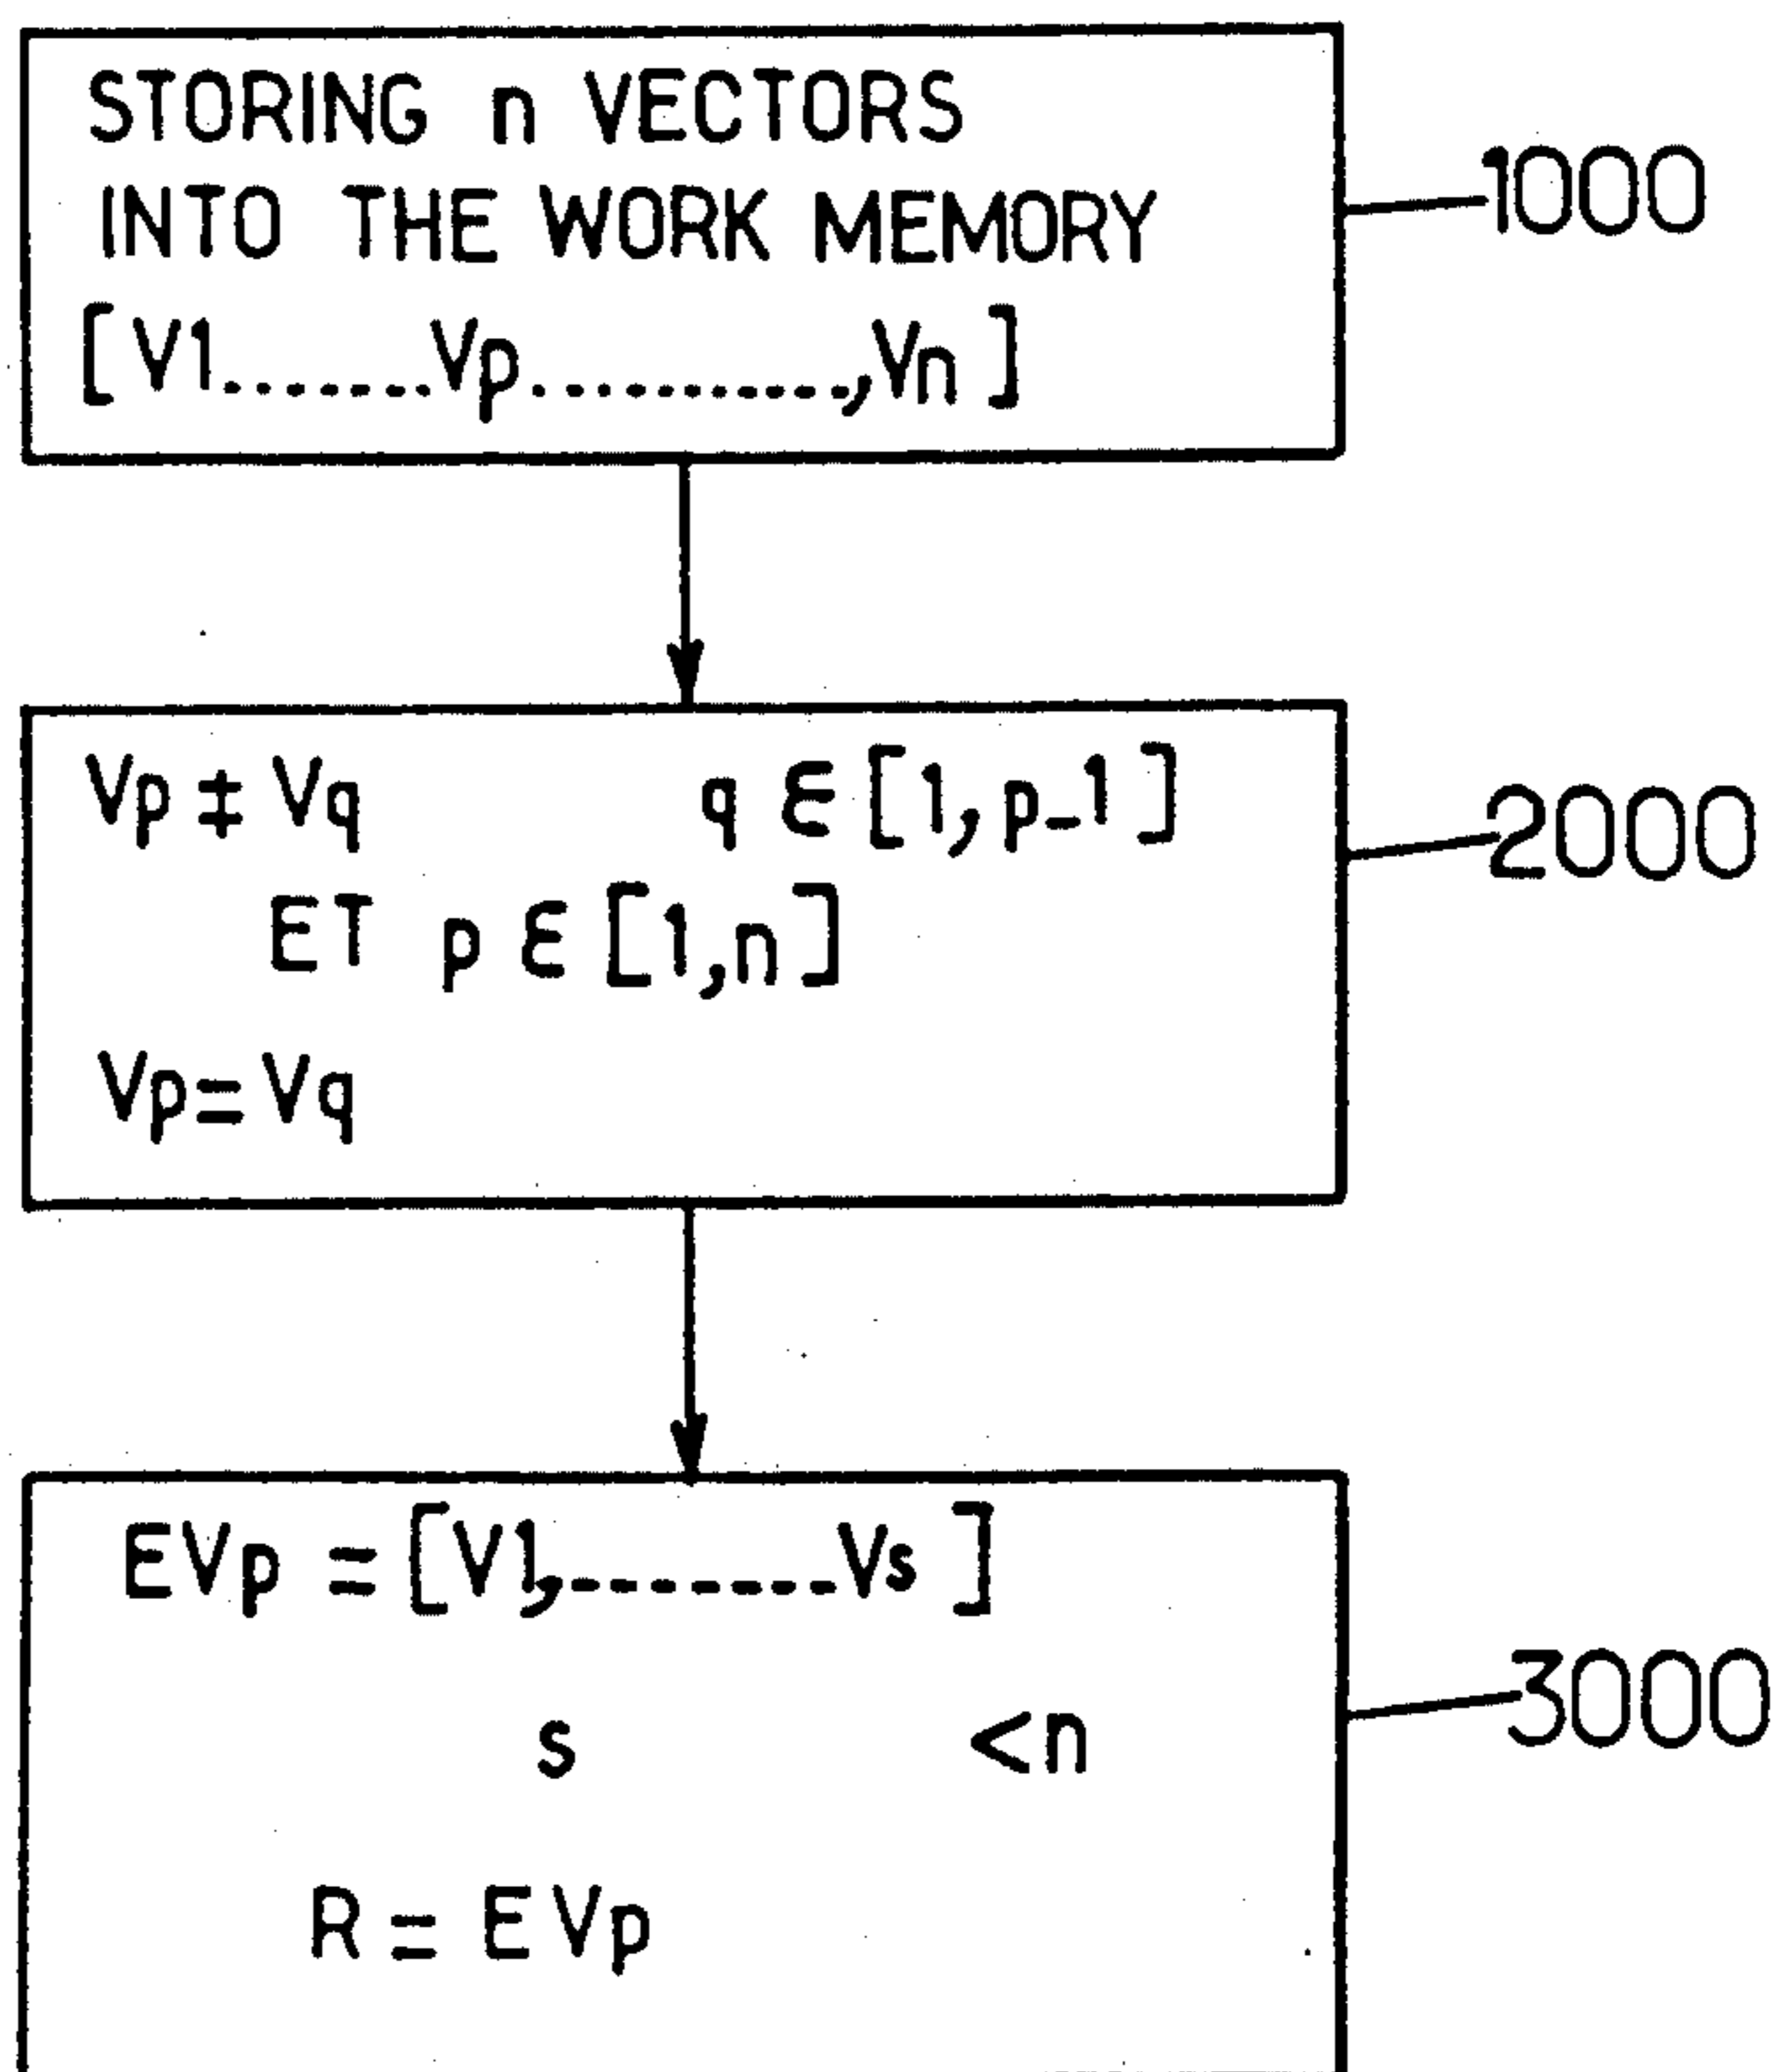 STORING n VECTORS
INTO THE WORK MEMORY
[V1.......Vp...........,Vn]
1000
Vp ‡ Vq q Ɛ [1,p-1]
2000
ET p Ɛ [1,n]
Vp=Vq
EVp = [V1,-------Vs]
s <n
3000
R = EVp